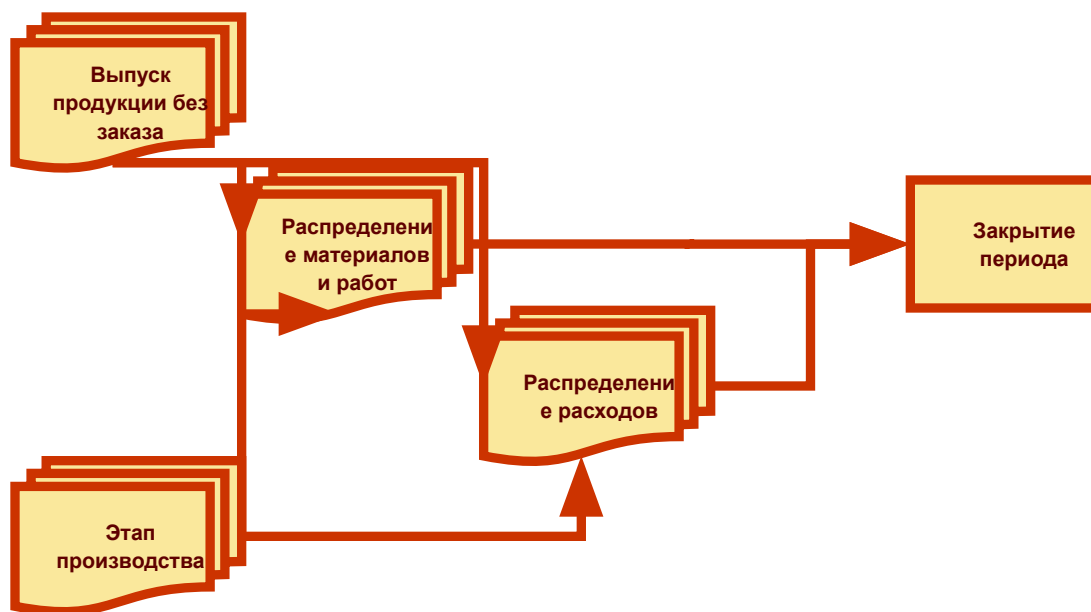 Выпуск
продукции без
заказа
Распределени
е материалов
и работ
Закрытие
периода
Распределени
е расходов
Этап
производства